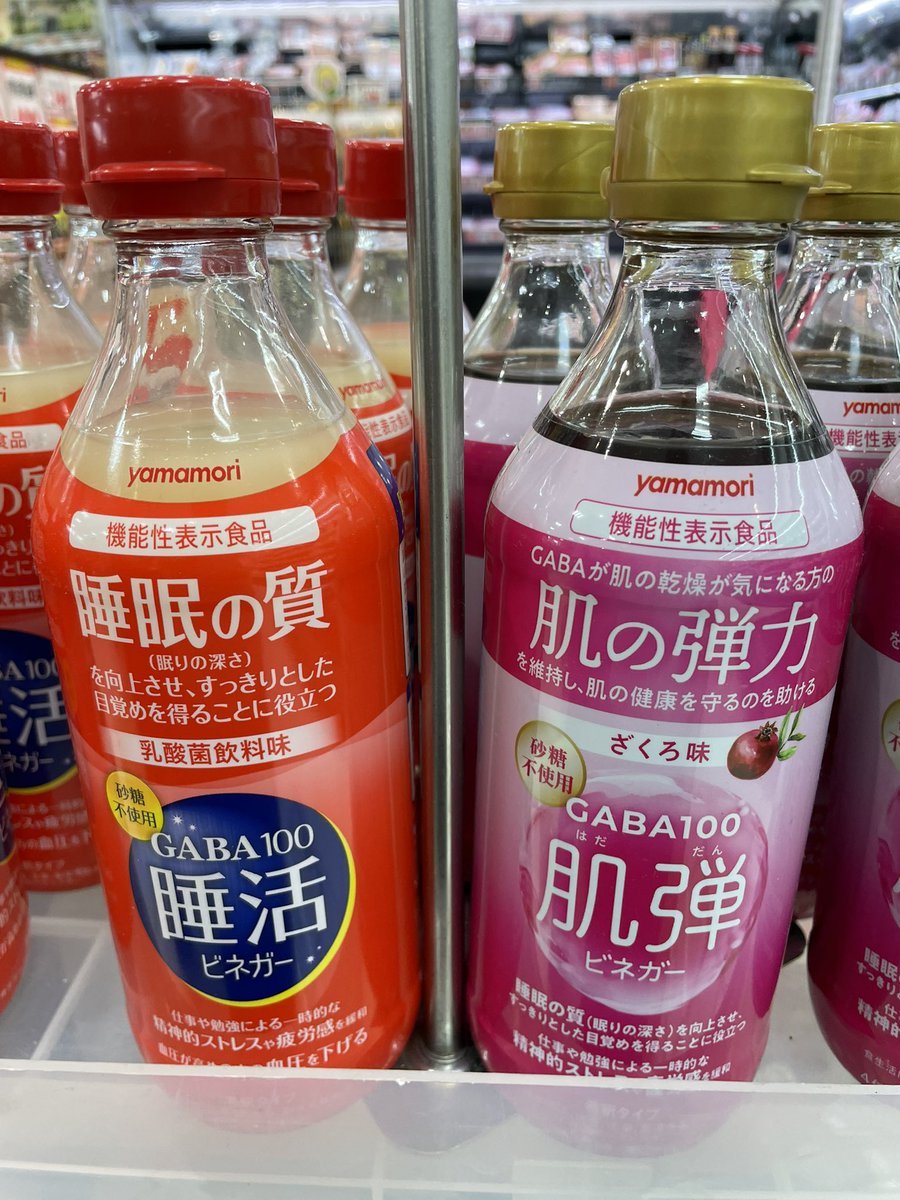 yamamori
機能性表示食品
睡眠の質
(眠りの深さ)
を向上させ、すっきりとした
目覚めを得ることに役立つ
乳酸菌飲料味
砂糖
不使用
GABA100
睡活
ビネガー
仕事や勉強による一時的な
精神的ストレスや疲労感を緩和
血圧を下げる
yamamori
機能性表示食品
GABAが肌の乾燥が気になる方の
肌の弾力
を維持し、肌の健康を守るのを助ける
ざくろ味
砂糖
不使用
GABA100
はだ だん
肌弾
ビネガー
睡眠の質(眠りの深さ)を向上させ、
すっきりとした目覚めを得ることに役立つ
仕事や勉強による一時的な
精神的スト
yamamori
機能性表示食品